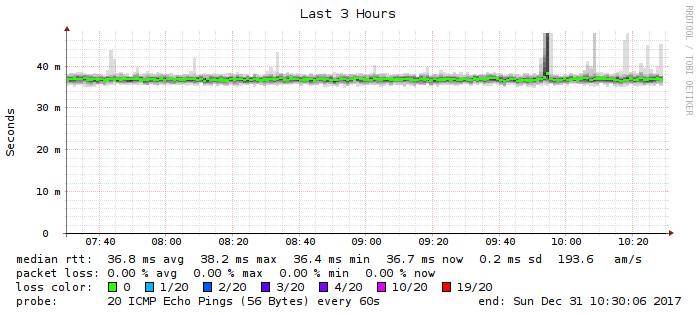 Last 3 Hours
RRDTOOL / TOBI OETIKER
Seconds
40 m
30 m
20 m
10 m
0
07:40 08:00 08:20 08:40 09:00 09:20 09:40 10:00 10:20
median rtt: 36.8 ms avg 38.2 ms max 36.4 ms min 36.7 ms now 0.2 ms sd 193.6 am/s
packet loss: 0.00 % avg 0.00 % max 0.00 % min 0.00 % now
loss color: 0 1/20 2/20 3/20 4/20 10/20 19/20
probe: 20 ICMP Echo Pings (56 Bytes) every 60s end: Sun Dec 31 10:30:06 2017